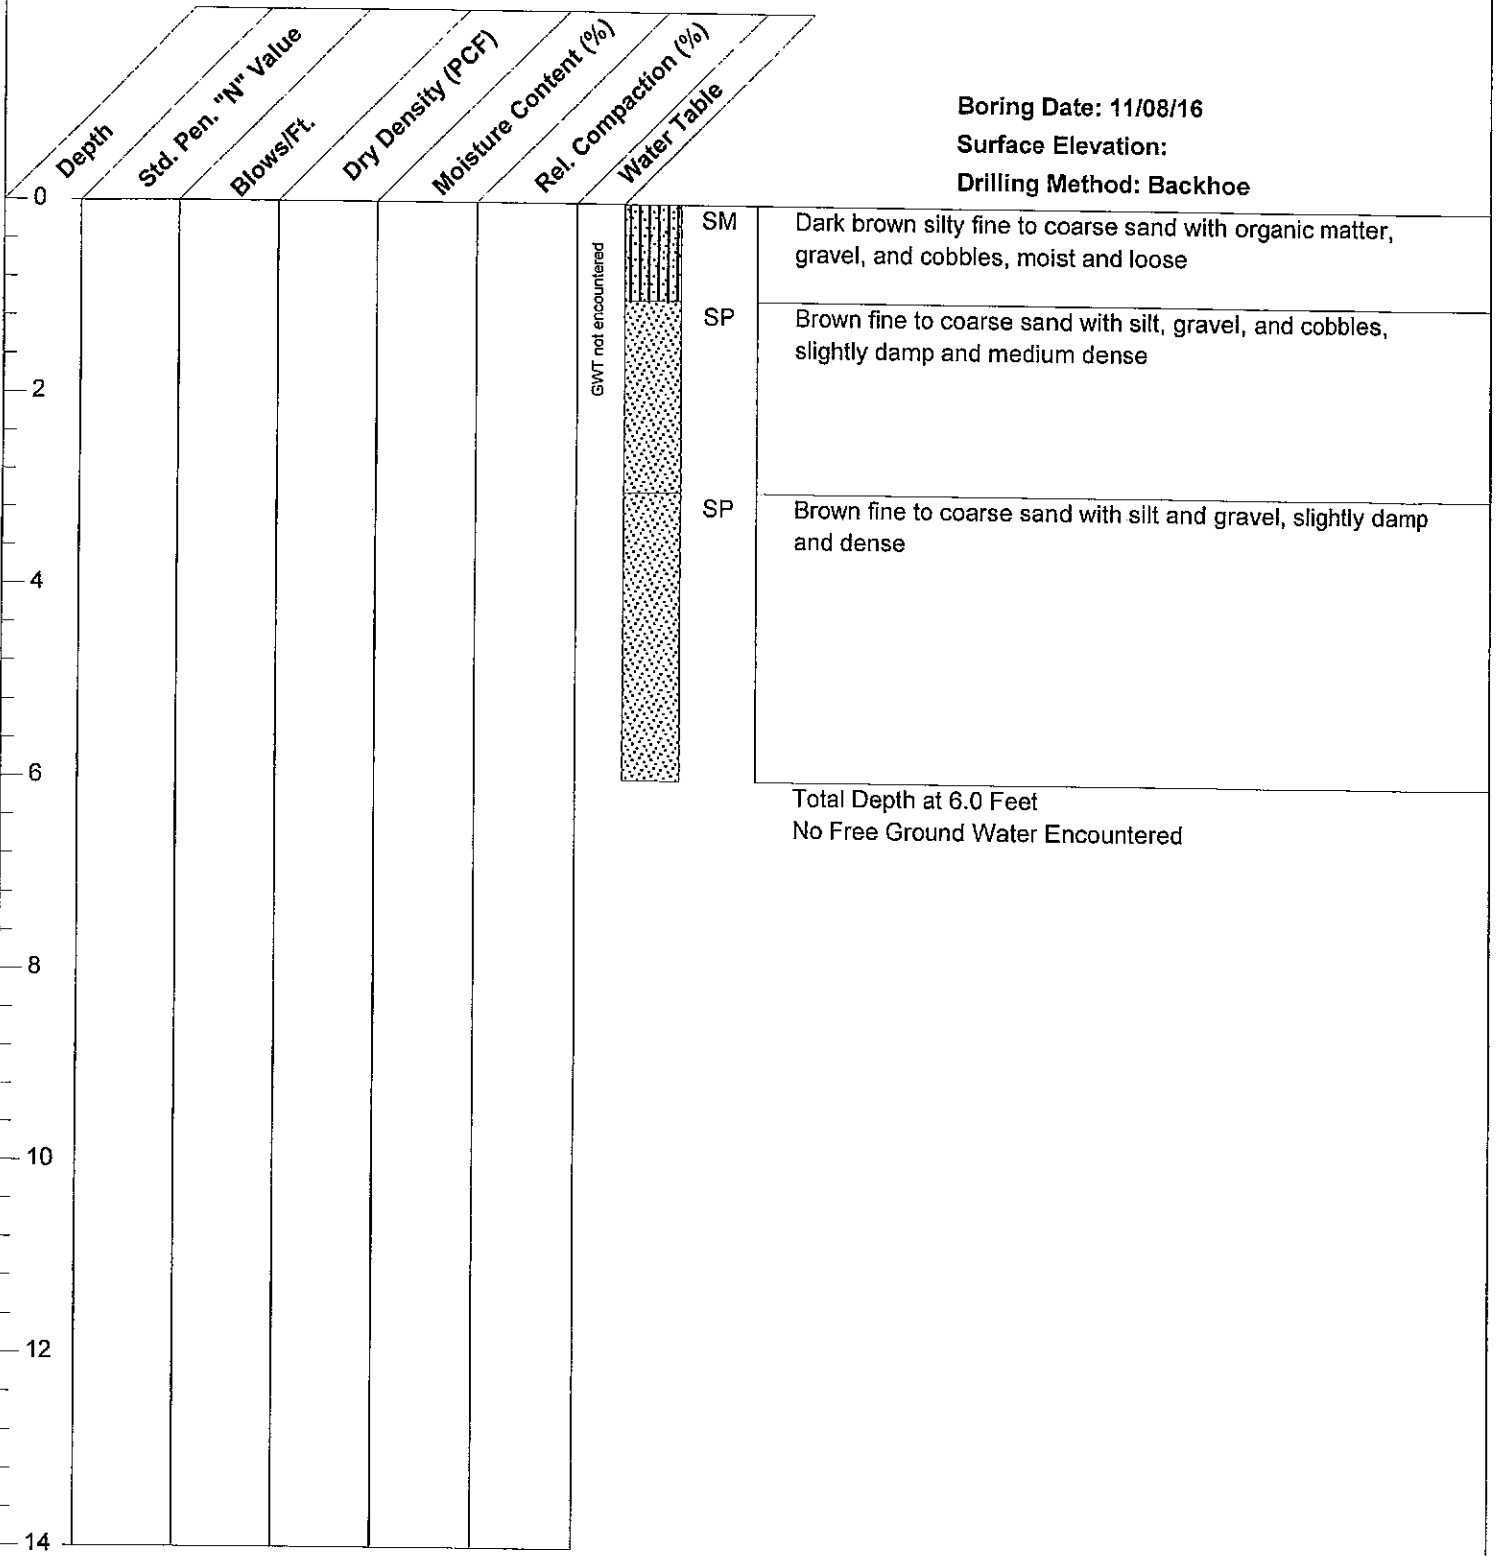 Depth
Std. Pen. "N" Value
Blows/Ft.
Dry Density (PCF)
Moisture Content (%)
Rel. Compaction (%)
Water Table
Boring Date: 11/08/16
Surface Elevation:
Drilling Method: Backhoe
0
GWT not encountered
SM
Dark brown silty fine to coarse sand with organic matter,
gravel, and cobbles, moist and loose
SP
Brown fine to coarse sand with silt, gravel, and cobbles,
slightly damp and medium dense
2
SP
Brown fine to coarse sand with silt and gravel, slightly damp
and dense
4
6
Total Depth at 6.0 Feet
No Free Ground Water Encountered
8
10
12
14